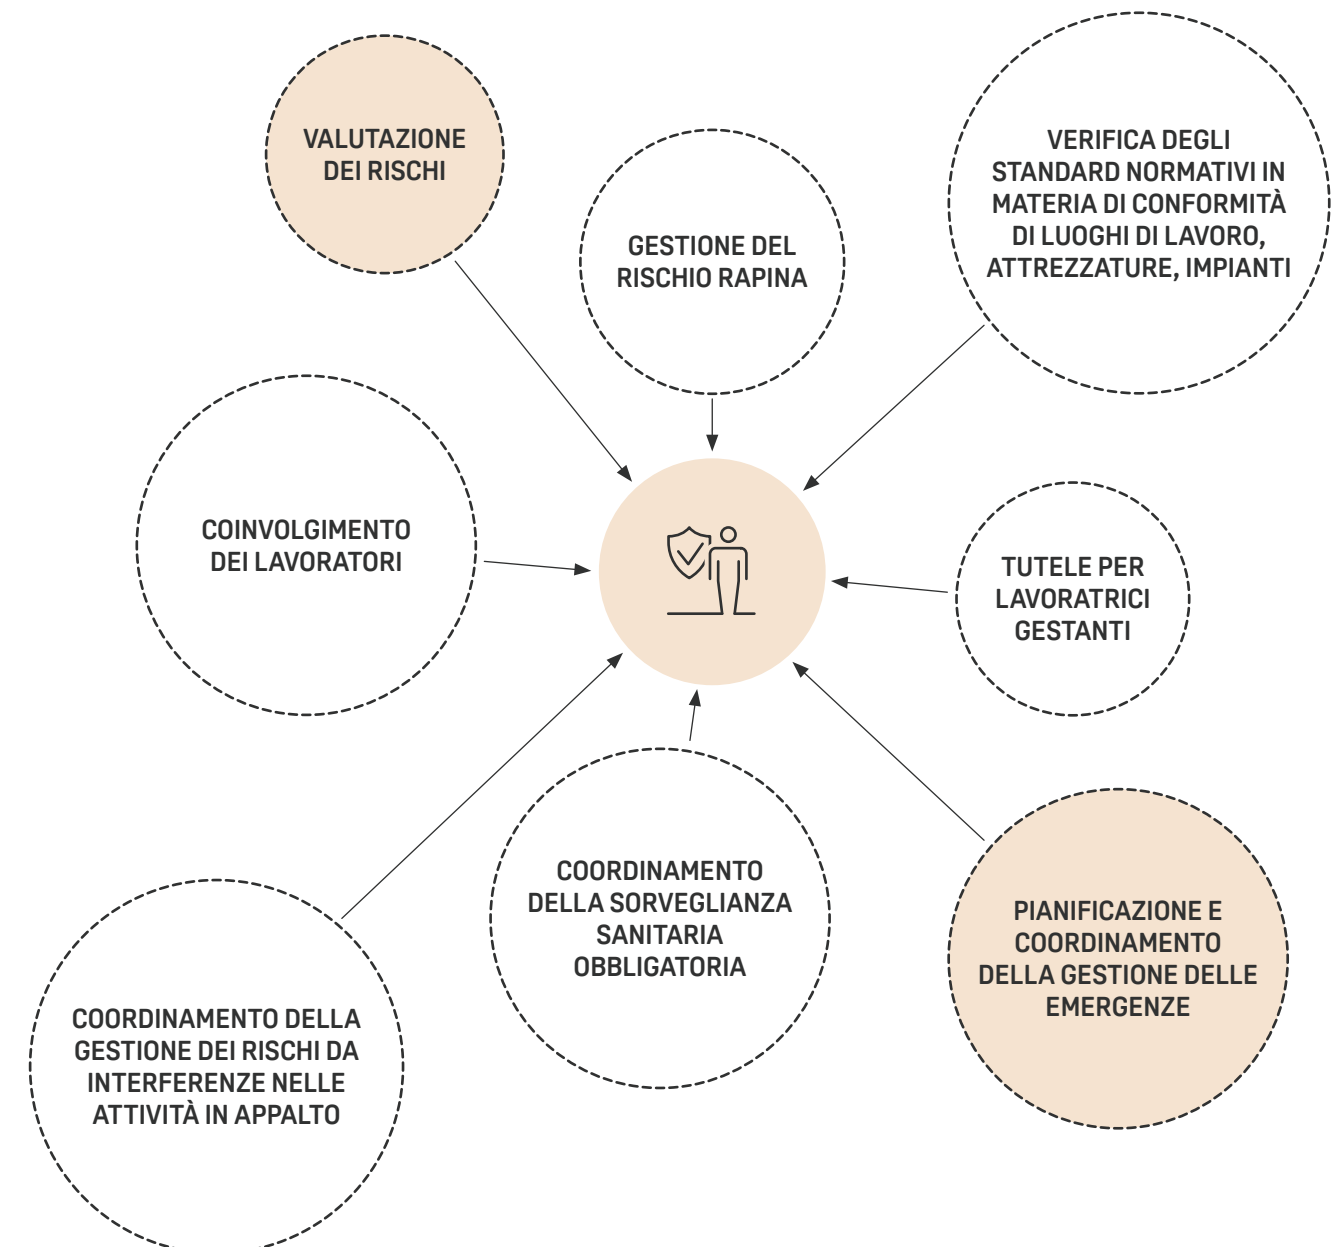 VALUTAZIONE
DEI RISCHI
GESTIONE DEL
RISCHIO RAPINA
VERIFICA DEGLI
STANDARD NORMATIVI IN
MATERIA DI CONFORMITÀ
DI LUOGHI DI LAVORO,
ATTREZZATURE, IMPIANTI
COINVOLGIMENTO
DEI LAVORATORI
TUTELE PER
LAVORATRICI
GESTANTI
COORDINAMENTO
DELLA SORVEGLIANZA
SANITARIA
OBBLIGATORIA
PIANIFICAZIONE E
COORDINAMENTO
DELLA GESTIONE DELLE
EMERGENZE
COORDINAMENTO DELLA
GESTIONE DEI RISCHI DA
INTERFERENZE NELLE
ATTIVITÀ IN APPALTO